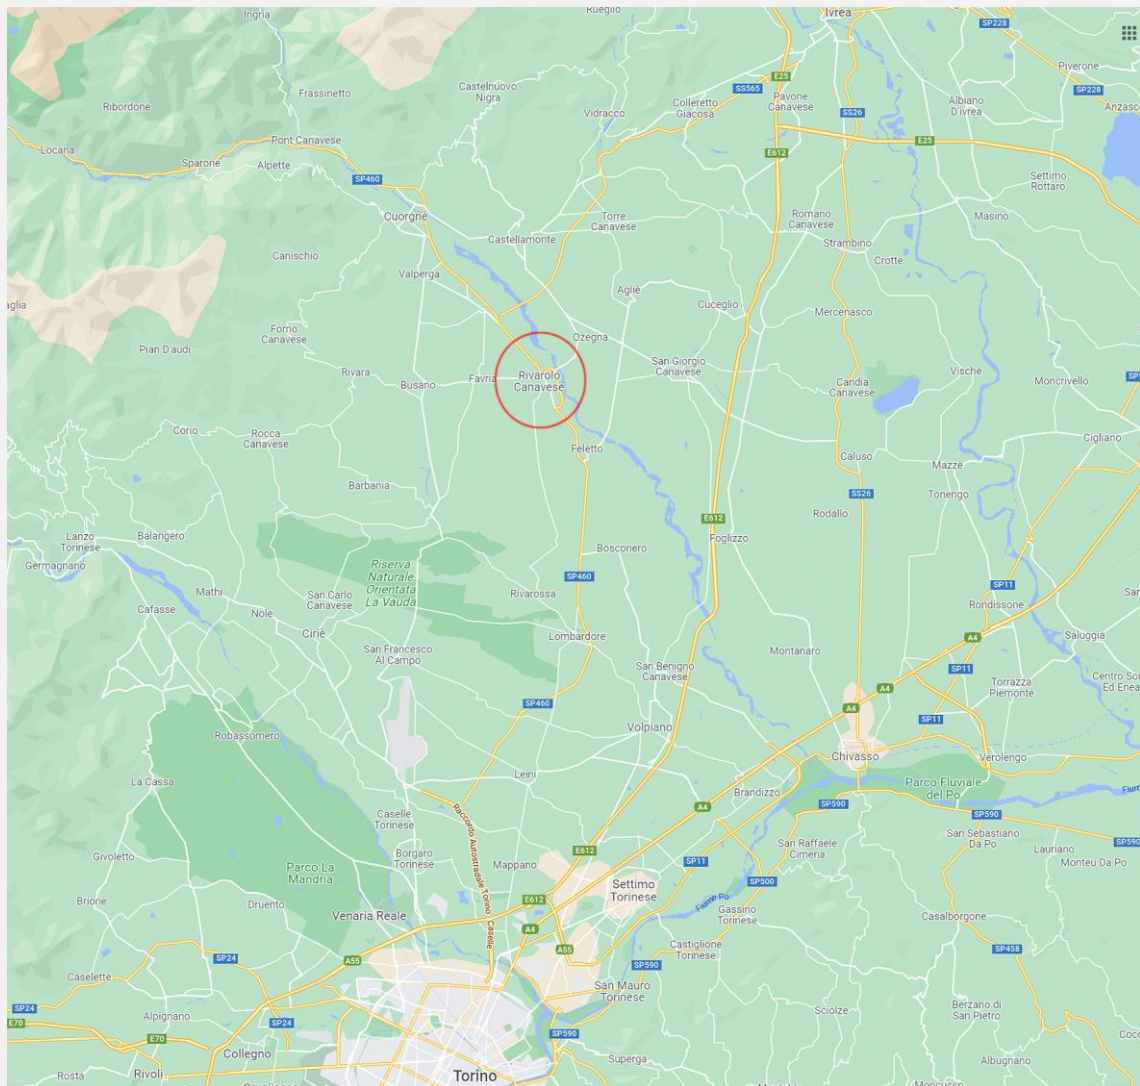 Ingria
Rueglio
Ivrea
SP228
E25
Piverone
Ribordone
Frassinetto
Castelnuovo
Nigra
SS565
Pavone
Canavese
SP228
Colleretto
Giacosa
Albiano
D'ivrea
Anzasco
Vidracco
SS26
Locana
Pont Canavese
E25
Sparone
Alpette
E612
SP460
Settimo
Rottaro
Cuorgnè
Torre
Canavese
Romano
Canavese
Masino
Castellamonte
Strambino
Canischio
Crotte
Valperga
Agliè
Cuceglio
aglia
Mercenasco
Forno
Canavese
Ozegna
Pian D'audi
San Giorgio
Canavese
Rivara
Busano
Favria
Rivarolo
Canavese
Vische
Candia
Canavese
Moncrivello
Corio
Rocca
Canavese
Feletto
Cigliano
Caluso
Mazzè
Barbania
SS26
Tonengo
Rodallo
E612
Lanzo
Torinese
Balangero
Foglizzo
Germagnano
Riserva
Naturale
Orientata
La Vauda
Bosconero
SP460
SP11
Mathi
San Carlo
Canavese
Rivarossa
Cafasse
Nole
Rondissone
Ciriè
Lombardore
A4
Saluggia
San Francesco
Al Campo
Montanaro
San Benigno
Canavese
SP11
Centro Sor
Ed Enea
Torrazza
Piemonte
A4
SP460
A4
SP11
Volpiano
Robassomero
Chivasso
Verolengo
La Cassa
Leini
Parco Fluviale
del Po
Brandizzo
SP590
Raccordo Autostradale Torino - Caselle
A4
Caselle
Torinese
SP590
San Raffaele
Cimena
San Sebastiano
Da Po
SP590
Lauriano
Monteu Da Po
Givoletto
Borgaro
Torinese
Mappano
E612
SP11
Parco La
Mandria
Settimo
Torinese
SP500
Brione
Druento
E612
Fiume Po
Gassino
Torinese
Venaria Reale
A4
Casalborgone
Castiglione
Torinese
A55
SP24
A55
SP590
SP458
Caselette
San Mauro
Torinese
SP24
Berzano di
San Pietro
Sciolze
Alpignano
SP24
E70
E70
SP590
Collegno
Superga
Albugnano
Rosta
Rivoli
Torino